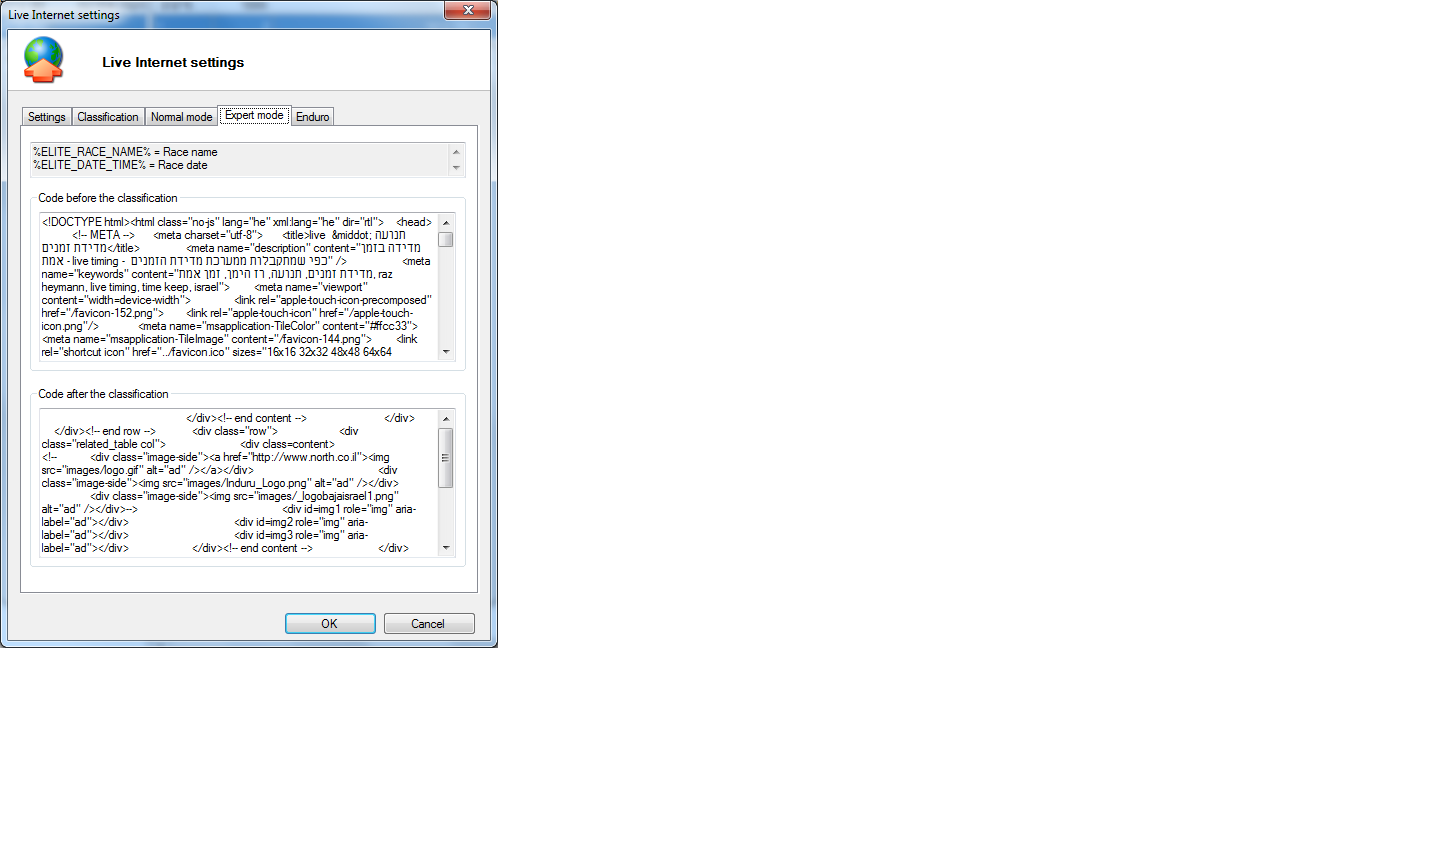 Live Internet settings
Live Internet settings
Settings Classification Normal mode Expert mode Enduro
%ELITE_RACE_NAME% = Race name
%ELITE_DATE_TIME% = Race date
Code before the classification
<!DOCTYPE html><html class="no-js" lang="he" xml:lang="he" dir="rtl"> <head>
<!-- META --> <meta charset="utf-8"> <title>live &middot; תנועה
מדידת זמנים</title> <meta name="description" content="מדידה בזמן
אמת - live timing - כפי שמתקבלות ממערכת מדידת הזמנים" /> <meta
name="keywords" content="מדידת זמנים, תנועה, רז הימן, זמן אמת, raz
heymann, live timing, time keep, israel"> <meta name="viewport"
content="width=device-width"> <link rel="apple-touch-icon-precomposed"
href="/favicon-152.png"> <link rel="apple-touch-icon" href="/apple-touch-
icon.png"/> <meta name="msapplication-TileColor" content="#ffcc33">
<meta name="msapplication-TileImage" content="/favicon-144.png"> <link
rel="shortcut icon" href="../favicon.ico" sizes="16x16 32x32 48x48 64x64
Code after the classification
</div><!-- end content --> </div>
</div><!-- end row --> <div class="row"> <div
class="related_table col"> <div class=content>
<!-- <div class="image-side"><a href="http://www.north.co.il"><img
src="images/logo.gif" alt="ad" /></a></div> <div
class="image-side"><img src="images/Induru_Logo.png" alt="ad" /></div>
<div class="image-side"><img src="images/_logobajaisrael1.png"
alt="ad" /></div>--> <div id=img1 role="img" aria-
label="ad"></div> <div id=img2 role="img" aria-
label="ad"></div> <div id=img3 role="img" aria-
label="ad"></div> </div><!-- end content --> </div>
OK Cancel